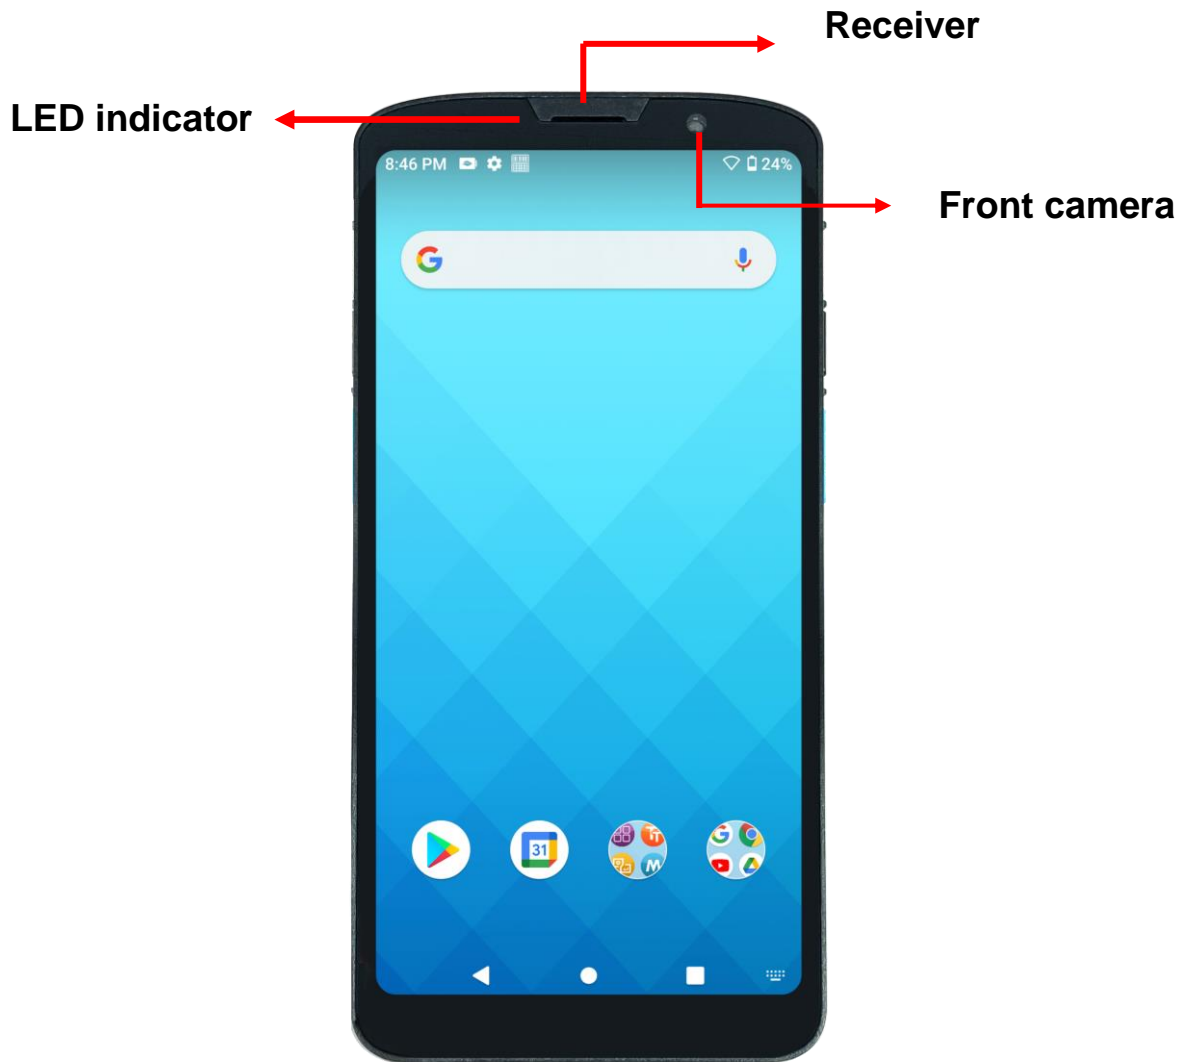 Receiver
LED indicator
8:46 PM
24%
Front camera
G
31